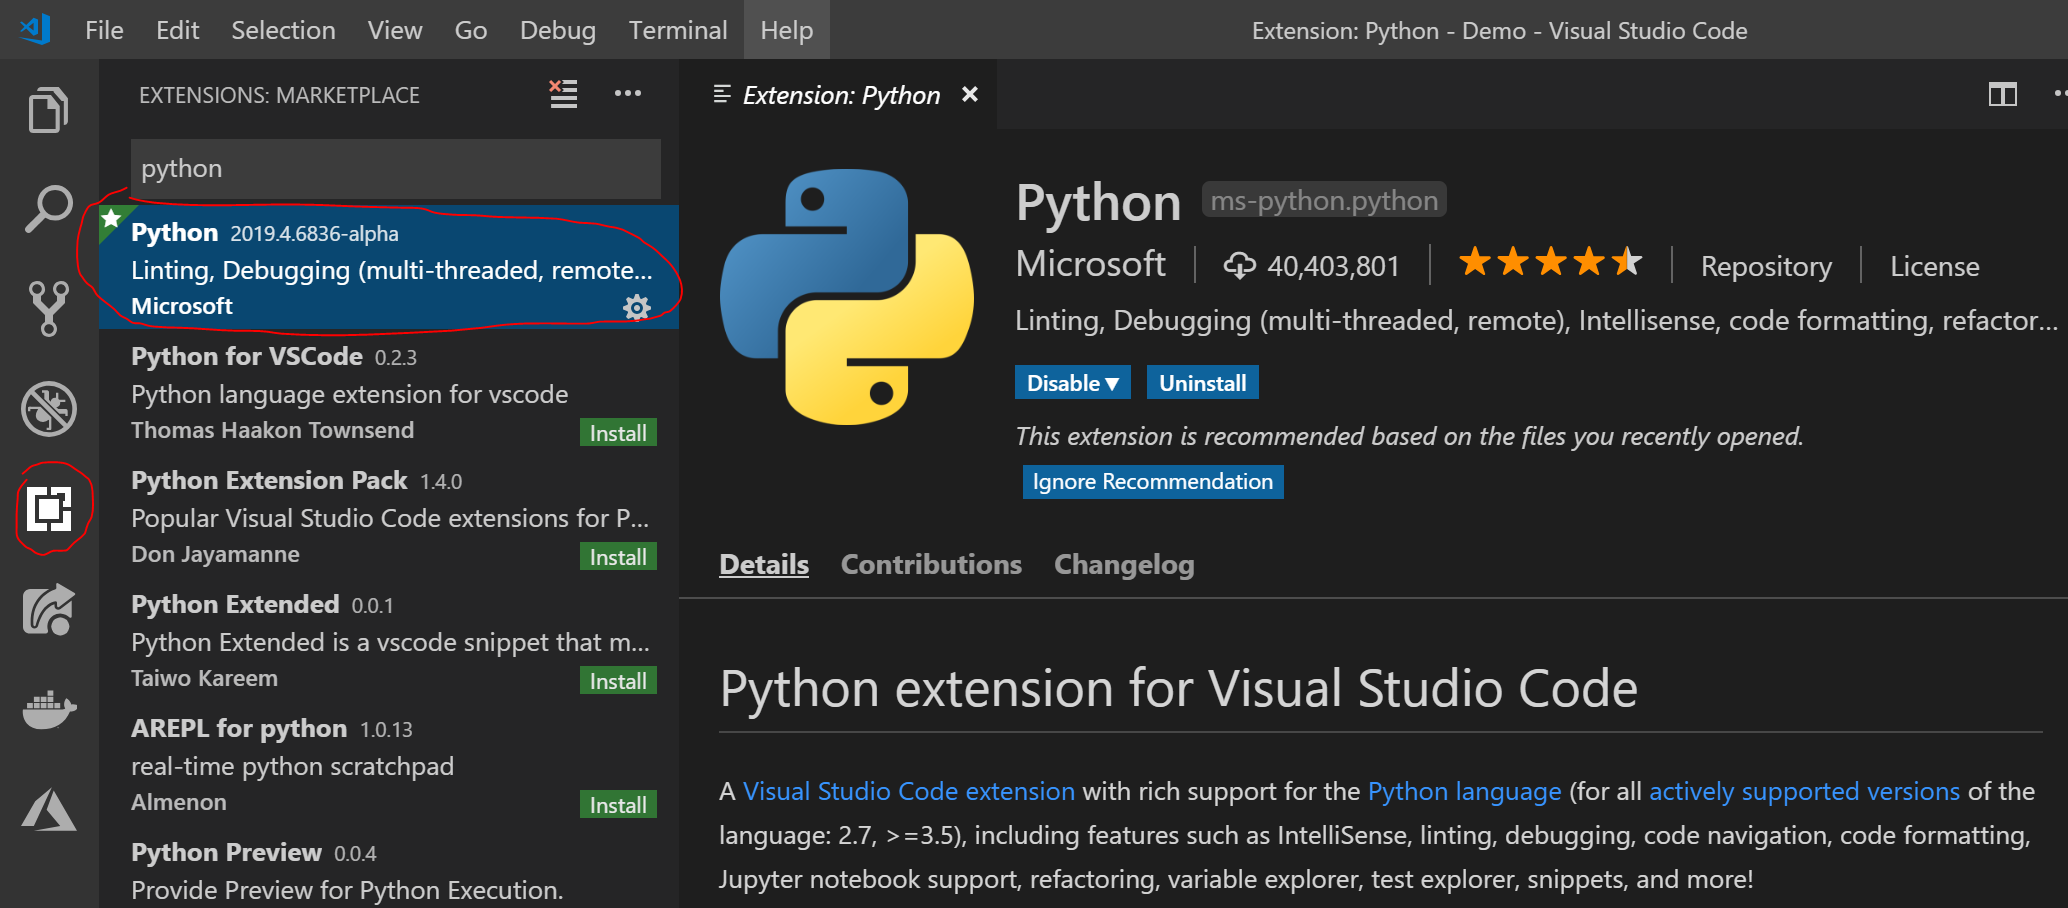 File Edit Selection View Go Debug Terminal Help
Extension: Python - Demo - Visual Studio Code
EXTENSIONS: MARKETPLACE
python
Python 2019.4.6836-alpha
Linting, Debugging (multi-threaded, remote...
Microsoft
Python for VSCode 0.2.3
Python language extension for vscode
Thomas Haakon Townsend
Install
Python Extension Pack 1.4.0
Popular Visual Studio Code extensions for P...
Don Jayamanne
Install
Python Extended 0.0.1
Python Extended is a vscode snippet that m...
Taiwo Kareem
Install
AREPL for python 1.0.13
real-time python scratchpad
Almenon
Install
Python Preview 0.0.4
Provide Preview for Python Execution.
Extension: Python
Python ms-python.python
Microsoft | 40,403,801 | Repository | License
Linting, Debugging (multi-threaded, remote), Intellisense, code formatting, refactor...
Disable▼ Uninstall
This extension is recommended based on the files you recently opened.
Ignore Recommendation
Details Contributions Changelog
Python extension for Visual Studio Code
A Visual Studio Code extension with rich support for the Python language (for all actively supported versions of the
language: 2.7, >=3.5), including features such as IntelliSense, linting, debugging, code navigation, code formatting,
Jupyter notebook support, refactoring, variable explorer, test explorer, snippets, and more!